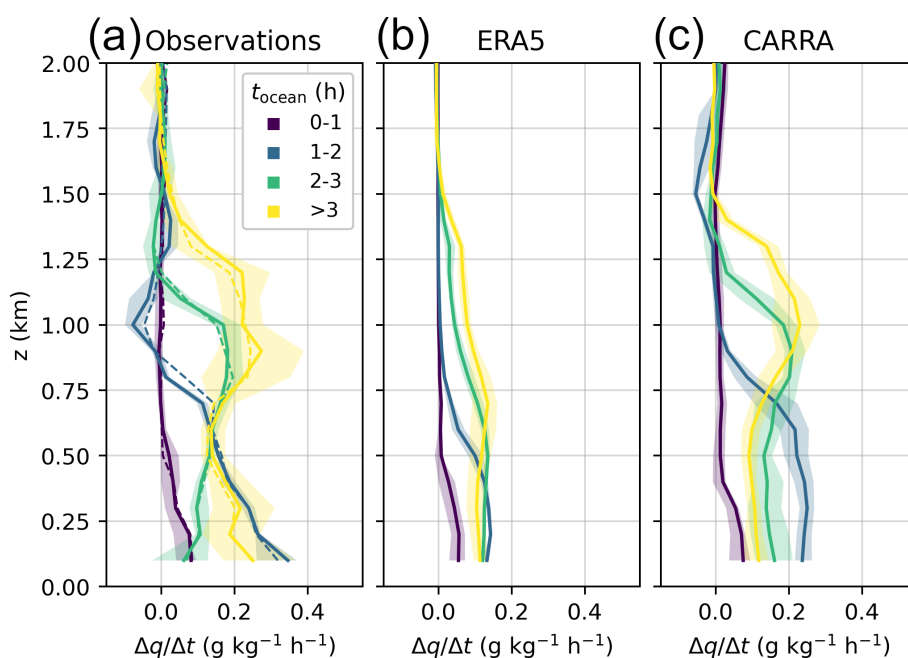 (a) Observations
(b) ERA5
(c) CARRA
z (km)
2.00
1.75
1.50
1.25
1.00
0.75
0.50
0.25
0.00
t_ocean (h)
0-1
1-2
2-3
>3
0.0 0.2 0.4
0.0 0.2 0.4
0.0 0.2 0.4
Δq/Δt (g kg⁻¹ h⁻¹)
Δq/Δt (g kg⁻¹ h⁻¹)
Δq/Δt (g kg⁻¹ h⁻¹)